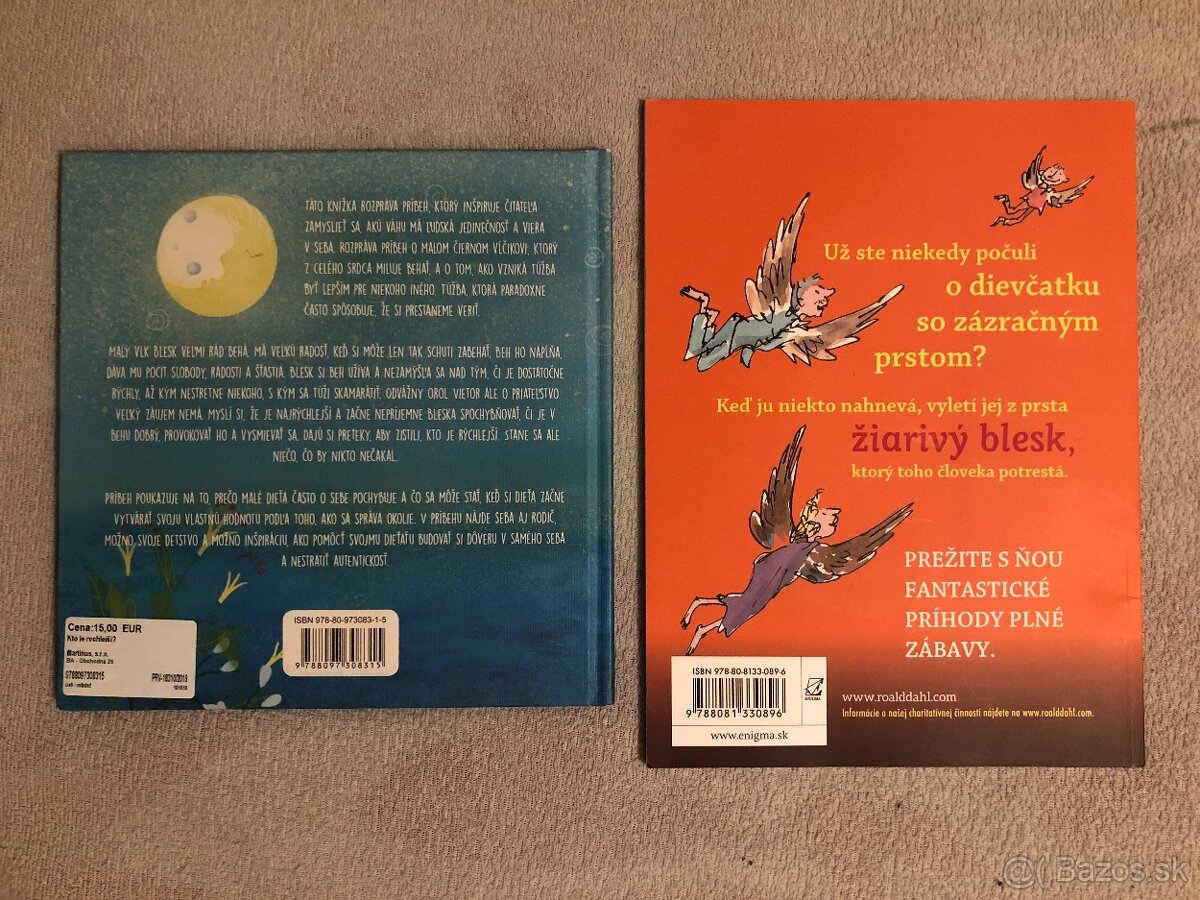 TÁTO KNIŽKA ROZPRÁVA PRÍBEH, KTORÝ INŠPIRUJE ČITATEĽA
ZAMYSLIEŤ SA, AKÚ VÁHU MÁ ĽUDSKÁ JEDINEČNOSŤ A VIERA
V SEBA. ROZPRÁVA PRÍBEH O MALOM ČIERNOM VĹČIKOVI, KTORÝ
Z CELÉHO SRDCA MILUJE BEHAŤ, A O TOM, AKO VZNIKÁ TÚŽBA
BYŤ LEPŠÍM PRE NIEKOHO INÉHO. TÚŽBA, KTORÁ PARADOXNE
ČASTO SPÔSOBUJE, ŽE SI PRESTANEME VERIŤ.
MALÝ VLK BLESK VEĽMI RÁD BEHÁ, MÁ VEĽKÚ RADOSŤ, KEĎ SI MÔŽE LEN TAK SCHUTI ZABEHAŤ. BEH HO NAPĹŇA,
DÁVA MU POCIT SLOBODY, RADOSTI A ŠŤASTIA. BLESK SI BEH UŽÍVA A NEZAMÝŠĽA SA NAD TÝM, ČI JE DOSTATOČNE
RÝCHLY, AŽ KÝM NESTRETNE NIEKOHO, S KÝM SA TÚŽI SKAMARÁTIŤ. ODVÁŽNY OROL VIETOR ALE O PRIATEĽSTVO
VEĽKÝ ZÁUJEM NEMÁ. MYSLÍ SI, ŽE JE NAJRÝCHLEJŠÍ A ZAČNE NEPRÍJEMNE BLESKA SPOCHYBŇOVAŤ, ČI JE V
BEHU DOBRÝ, PROVOKOVAŤ HO A VYSMIEVAŤ SA. DAJÚ SI PRETEKY, ABY ZISTILI, KTO JE RÝCHLEJŠÍ. STANE SA ALE
NIEČO, ČO BY NIKTO NEČAKAL.
PRÍBEH POUKAZUJE NA TO, PREČO MALÉ DIEŤA ČASTO O SEBE POCHYBUJE A ČO SA MÔŽE STAŤ, KEĎ SI DIEŤA ZAČNE
VYTVÁRAŤ SVOJU VLASTNÚ HODNOTU PODĽA TOHO, AKO SA SPRÁVA OKOLIE. V PRÍBEHU NÁJDE SEBA AJ RODIČ,
MOŽNO SVOJE DETSTVO A MOŽNO INŠPIRÁCIU, AKO POMÔCŤ SVOJMU DIEŤAŤU BUDOVAŤ SI DÔVERU V SAMÉHO SEBA
A NESTRATIŤ AUTENTICKOSŤ.
Cena:15,00 EUR
Kto je rýchlejší?
Martinus, s.r.o.
BA - Obchodná 26
9788097308315
PRV-18310/2019
ISBN 978-80-973083-1-5
9 788097 308315
Už ste niekedy počuli
o dievčatku
so zázračným
prstom?
Keď ju niekto nahnevá, vyletí jej z prsta
žiarivý blesk,
ktorý toho človeka potrestá.
PREŽITE S ŇOU
FANTASTICKÉ
PRÍHODY PLNÉ
ZÁBAVY.
ISBN 978-80-8133-089-6
9 788081 330896
ENIGMA
www.enigma.sk
www.roalddahl.com
Informácie o našej charitatívnej činnosti nájdete na www.roalddahl.com.
@( Bazos.sk